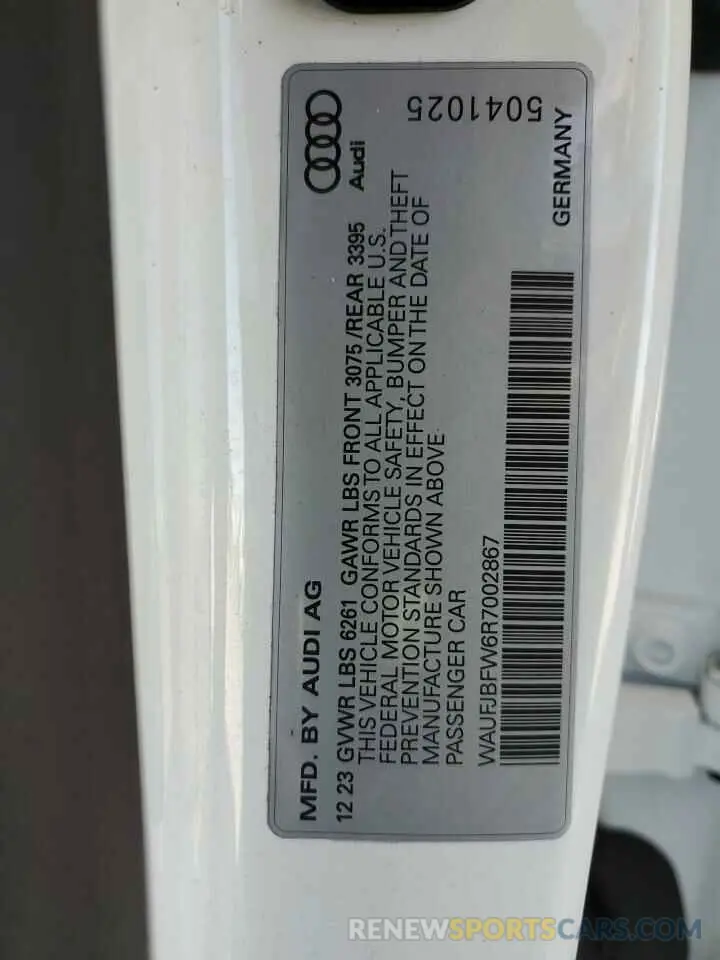 MFD. BY AUDI AG
12 23 GVWR LBS 6261 GAWR LBS FRONT 3075 /REAR 3395
THIS VEHICLE CONFORMS TO ALL APPLICABLE U.S.
FEDERAL MOTOR VEHICLE SAFETY, BUMPER AND THEFT
PREVENTION STANDARDS IN EFFECT ON THE DATE OF
MANUFACTURE SHOWN ABOVE.
PASSENGER CAR
WAUFJBFW6R7002867
Audi
5041025
GERMANY
RENEWSPORTSCARS.COM